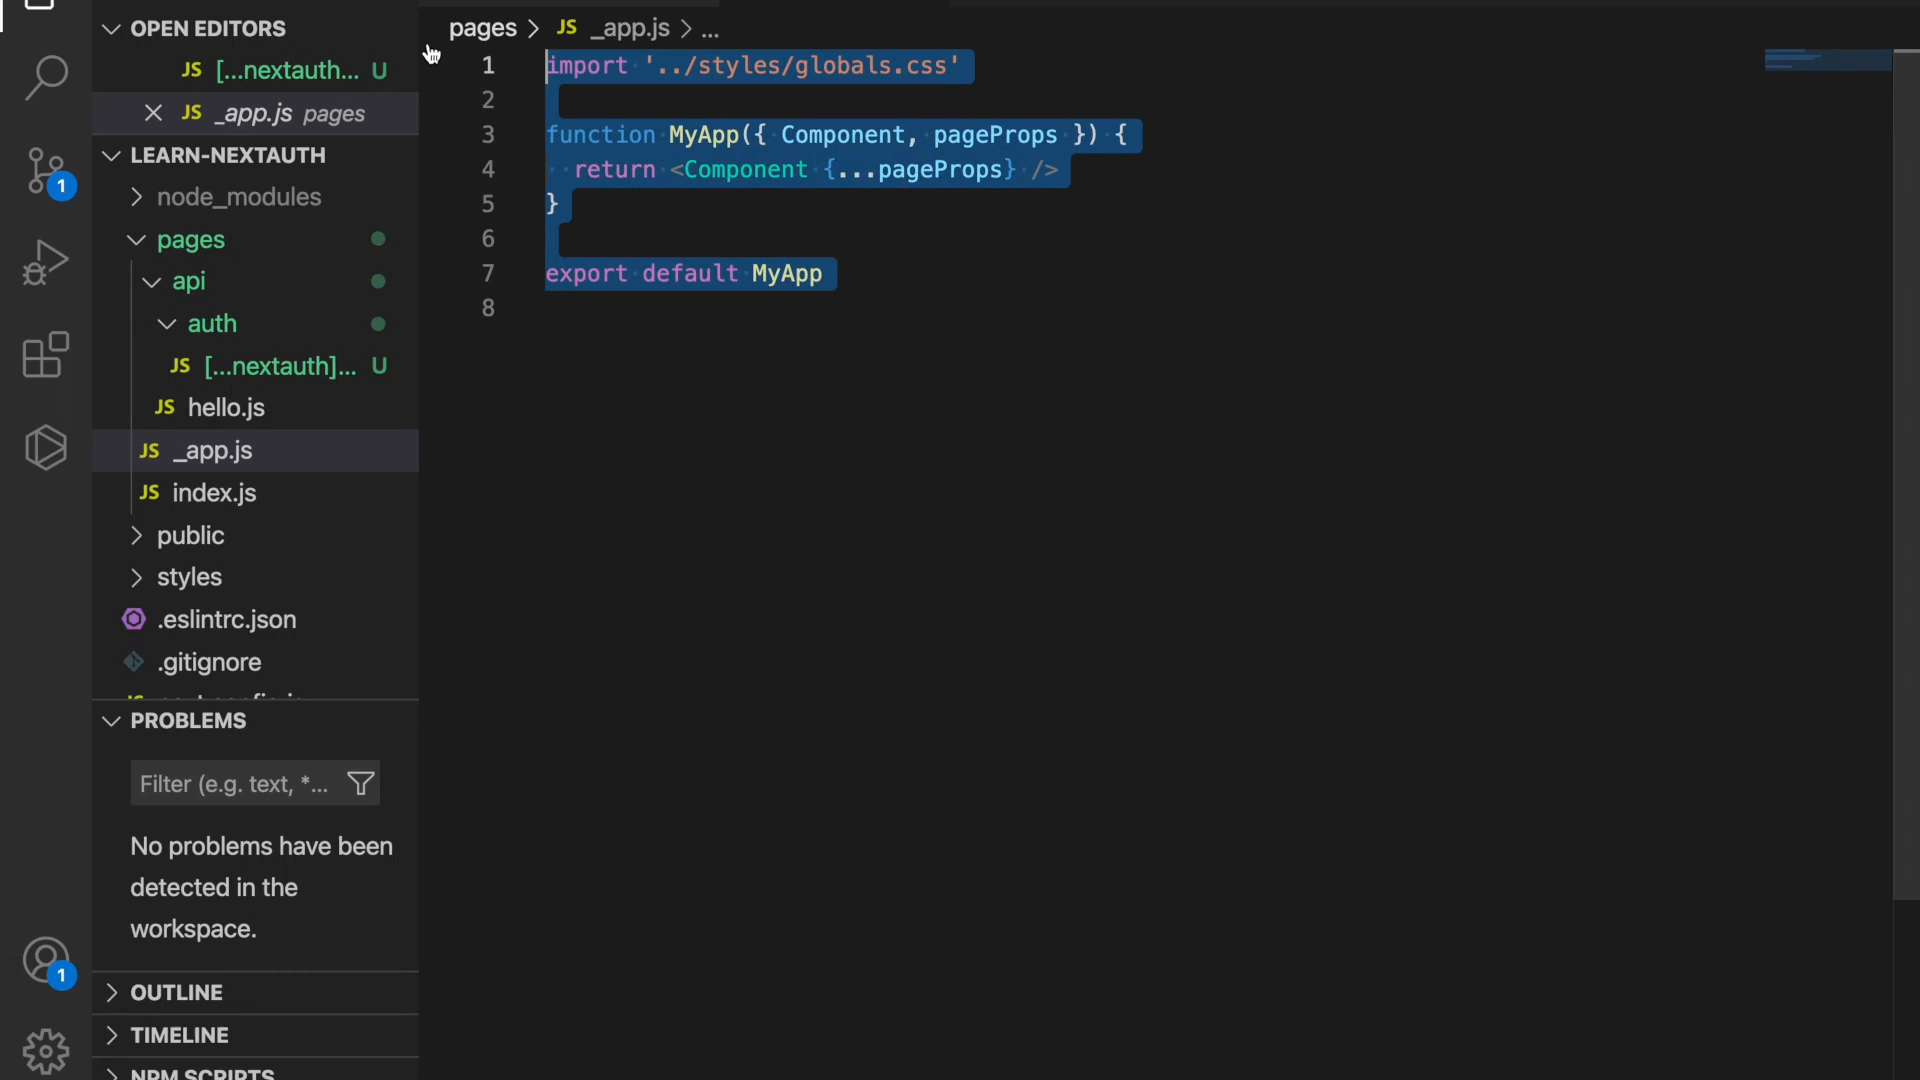 OPEN EDITORS
JS [...nextauth... U
JS _app.js pages
LEARN-NEXTAUTH
node_modules
pages
api
auth
JS [...nextauth]... U
JS hello.js
JS _app.js
JS index.js
public
styles
.eslintrc.json
.gitignore
PROBLEMS
Filter (e.g. text, *...
No problems have been
detected in the
workspace.
OUTLINE
TIMELINE
NPM SCRIPTS
1
1
pages > JS _app.js > ...
1 import '../styles/globals.css'
2
3 function MyApp({ Component, pageProps }) {
4 return <Component {...pageProps} />
5 }
6
7 export default MyApp
8